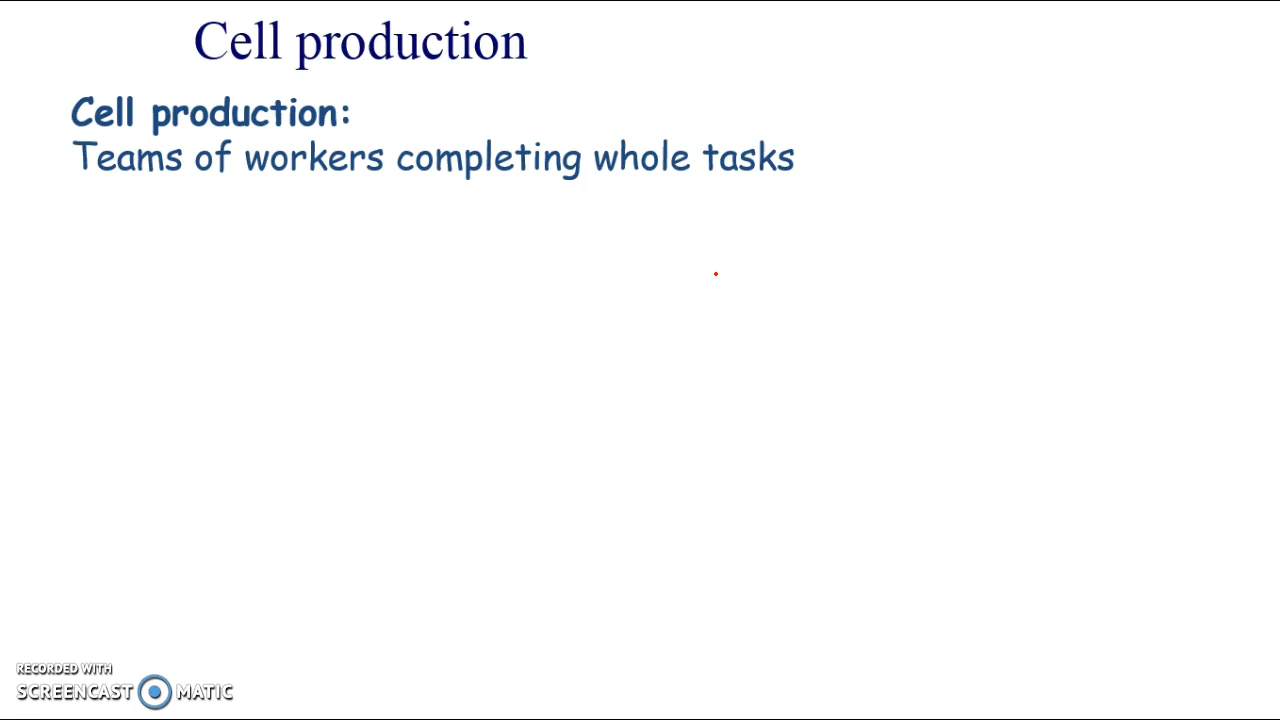 Cell production
Cell production:
Teams of workers completing whole tasks
RECORDED WITH
SCREENCAST MATIC